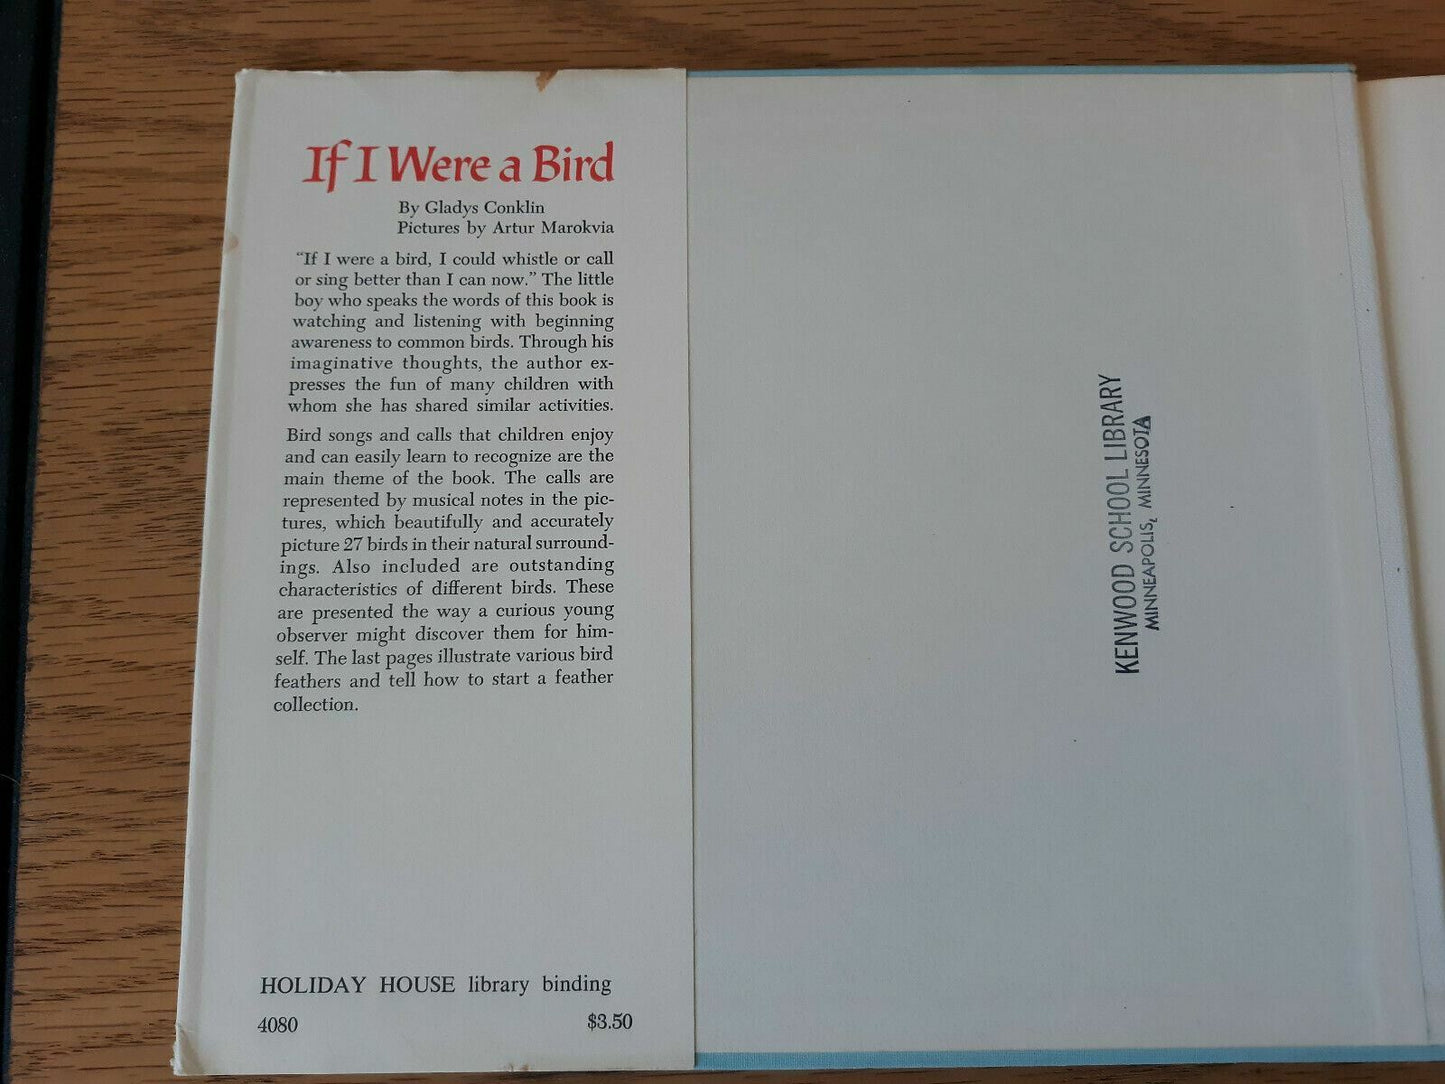 If I Were a Bird
By Gladys Conklin
Pictures by Artur Marokvia
"If I were a bird, I could whistle or call
or sing better than I can now." The little
boy who speaks the words of this book is
watching and listening with beginning
awareness to common birds. Through his
imaginative thoughts, the author ex-
presses the fun of many children with
whom she has shared similar activities.
Bird songs and calls that children enjoy
and can easily learn to recognize are the
main theme of the book. The calls are
represented by musical notes in the pic-
tures, which beautifully and accurately
picture 27 birds in their natural surround-
ings. Also included are outstanding
characteristics of different birds. These
are presented the way a curious young
observer might discover them for him-
self. The last pages illustrate various bird
feathers and tell how to start a feather
collection.
HOLIDAY HOUSE library binding
4080 $3.50
KENWOOD SCHOOL LIBRARY
MINNEAPOLIS, MINNESOTA